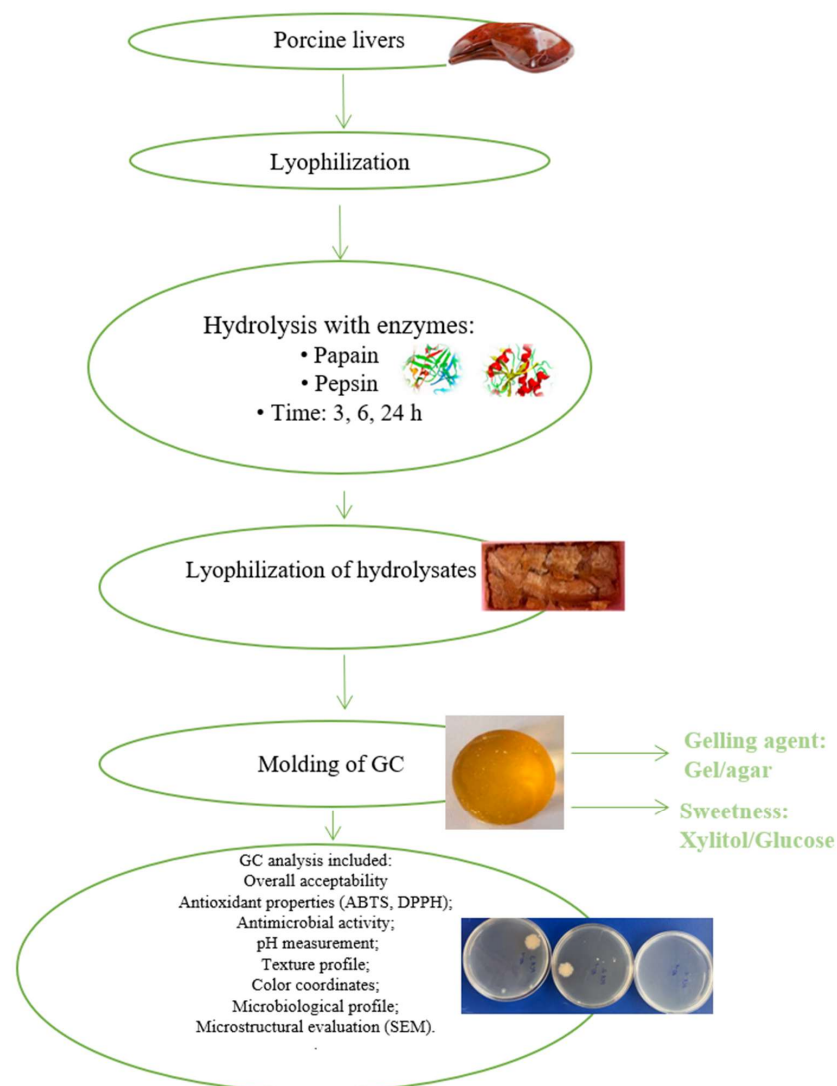 Porcine livers
Lyophilization
Hydrolysis with enzymes:
• Papain
• Pepsin
• Time: 3, 6, 24 h
Lyophilization of hydrolysates
Molding of GC
Gelling agent:
Gel/agar
Sweetness:
Xylitol/Glucose
GC analysis included:
Overall acceptability
Antioxidant properties (ABTS, DPPH);
Antimicrobial activity;
pH measurement;
Texture profile;
Color coordinates;
Microbiological profile;
Microstructural evaluation (SEM).
.